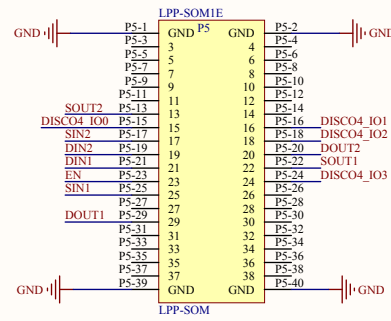 LPP-SOM1E
GND P5-1 GND P5 GND P5-2 GND
P5-3 3 4 P5-4
P5-5 5 6 P5-6
P5-7 7 8 P5-8
P5-9 9 10 P5-10
P5-11 11 12 P5-12
SOUT2 P5-13 13 14 P5-14
DISCO4_IO0 P5-15 15 16 P5-16 DISCO4_IO1
SIN2 P5-17 17 18 P5-18 DISCO4_IO2
DIN2 P5-19 19 20 P5-20 DOUT2
DIN1 P5-21 21 22 P5-22 SOUT1
EN P5-23 23 24 P5-24 DISCO4_IO3
SIN1 P5-25 25 26 P5-26
P5-27 27 28 P5-28
DOUT1 P5-29 29 30 P5-30
P5-31 31 32 P5-32
P5-33 33 34 P5-34
P5-35 35 36 P5-36
P5-37 37 38 P5-38
GND P5-39 GND GND P5-40 GND
LPP-SOM